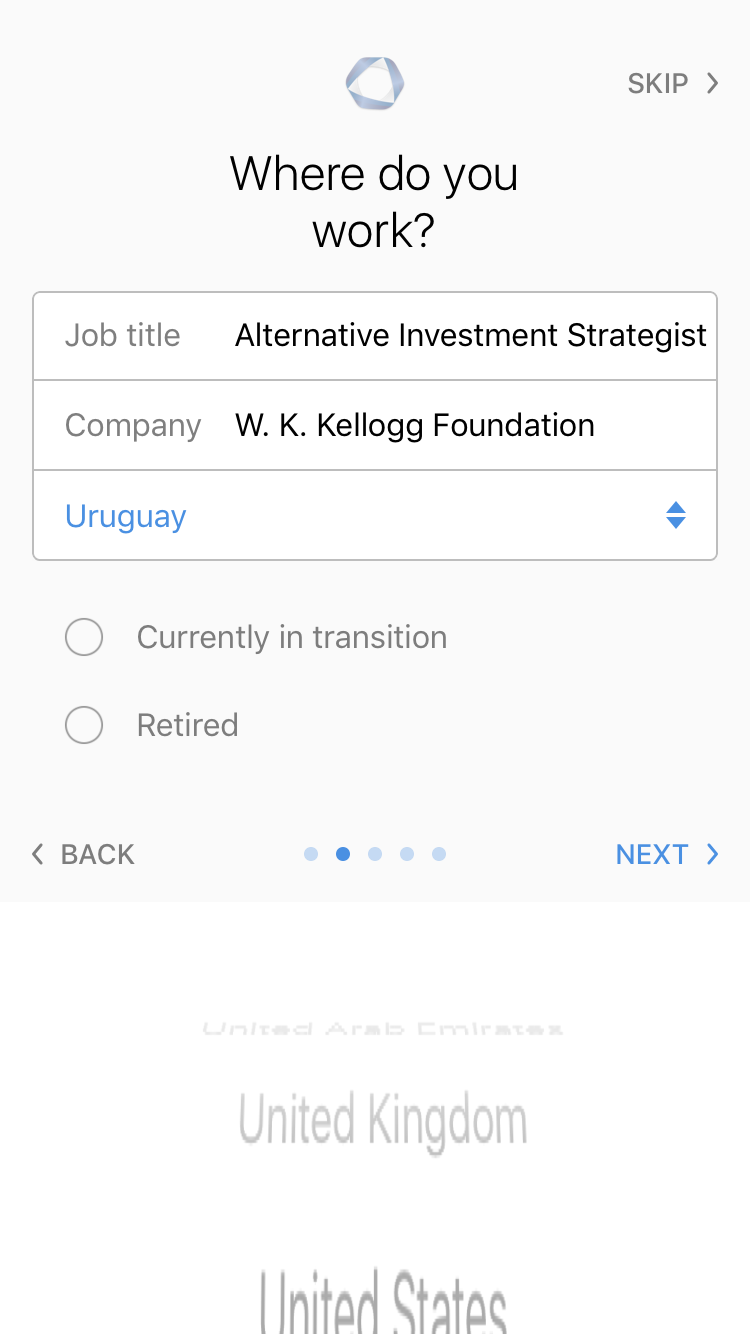 SKIP
Where do you
work?
Job title Alternative Investment Strategist
Company W. K. Kellogg Foundation
Uruguay
Currently in transition
Retired
BACK NEXT
United Arab Emirates
United Kingdom
United States